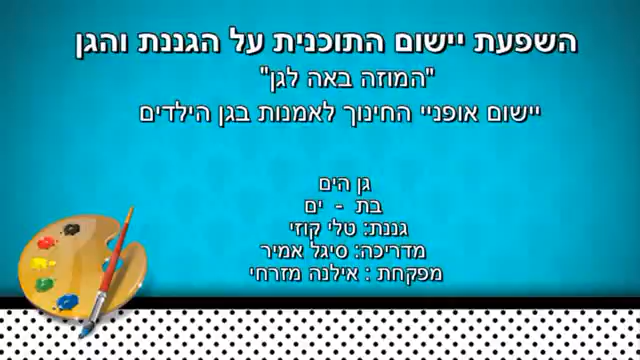 השפעת יישום התוכנית על הגננת והגן
"המוזה באה לגן"
יישום אופניי החינוך לאמנות בגן הילדים
גן הים
בת - ים
גננת: טלי קוזי
מדריכה: סיגל אמיר
מפקחת : אילנה מזרחי